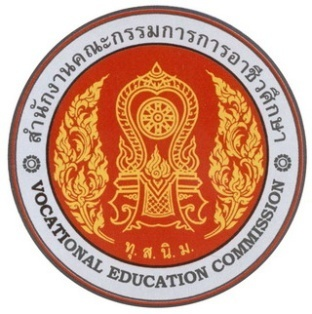 สำนักงานคณะกรรมการการอาชีวศึกษา
ทุ. ส. นิ. ม.
VOCATIONAL EDUCATION COMMISSION